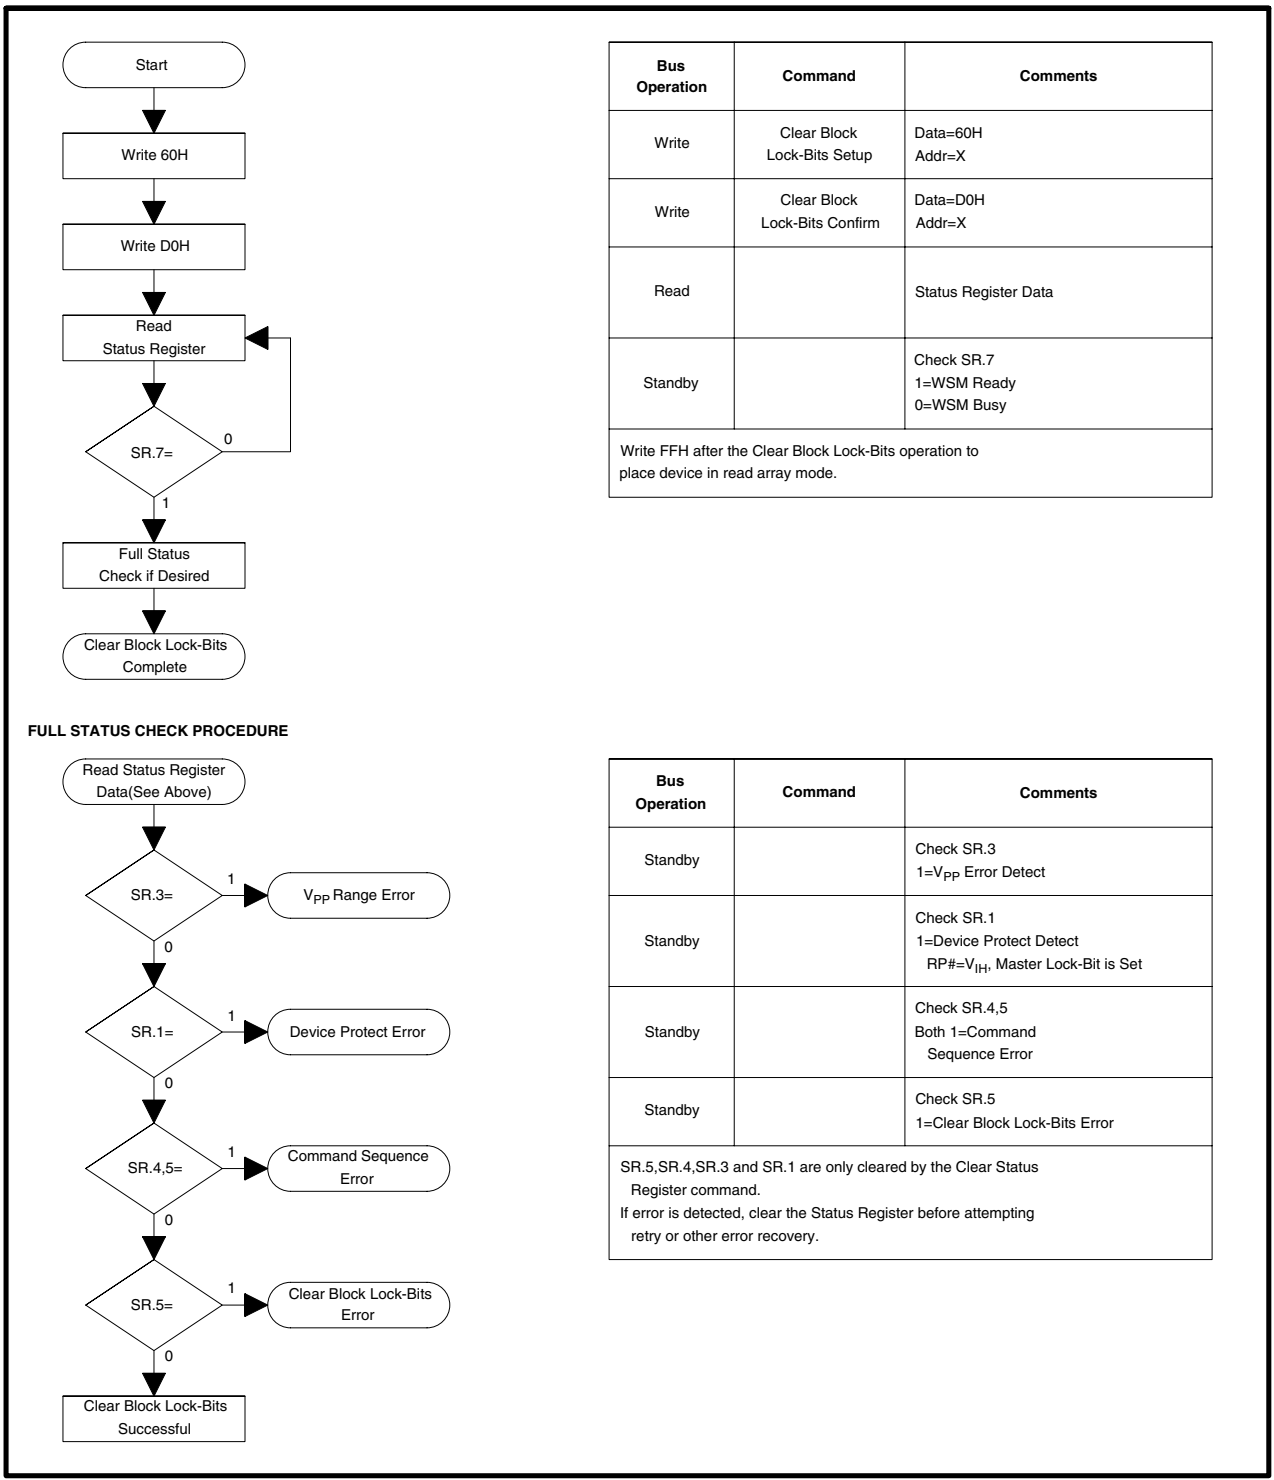 Start
Write 60H
Write D0H
Read
Status Register
SR.7=
0
1
Full Status
Check if Desired
Clear Block Lock-Bits
Complete
Bus
Operation
Command
Comments
Write
Clear Block
Lock-Bits Setup
Data=60H
Addr=X
Write
Clear Block
Lock-Bits Confirm
Data=D0H
Addr=X
Read
Status Register Data
Standby
Check SR.7
1=WSM Ready
0=WSM Busy
Write FFH after the Clear Block Lock-Bits operation to
place device in read array mode.
FULL STATUS CHECK PROCEDURE
Read Status Register
Data(See Above)
SR.3=
1
VPP Range Error
0
SR.1=
1
Device Protect Error
0
SR.4,5=
1
Command Sequence
Error
0
SR.5=
1
Clear Block Lock-Bits
Error
0
Clear Block Lock-Bits
Successful
Bus
Operation
Command
Comments
Standby
Check SR.3
1=VPP Error Detect
Standby
Check SR.1
1=Device Protect Detect
RP#=VIH, Master Lock-Bit is Set
Standby
Check SR.4,5
Both 1=Command
Sequence Error
Standby
Check SR.5
1=Clear Block Lock-Bits Error
SR.5,SR.4,SR.3 and SR.1 are only cleared by the Clear Status
Register command.
If error is detected, clear the Status Register before attempting
retry or other error recovery.